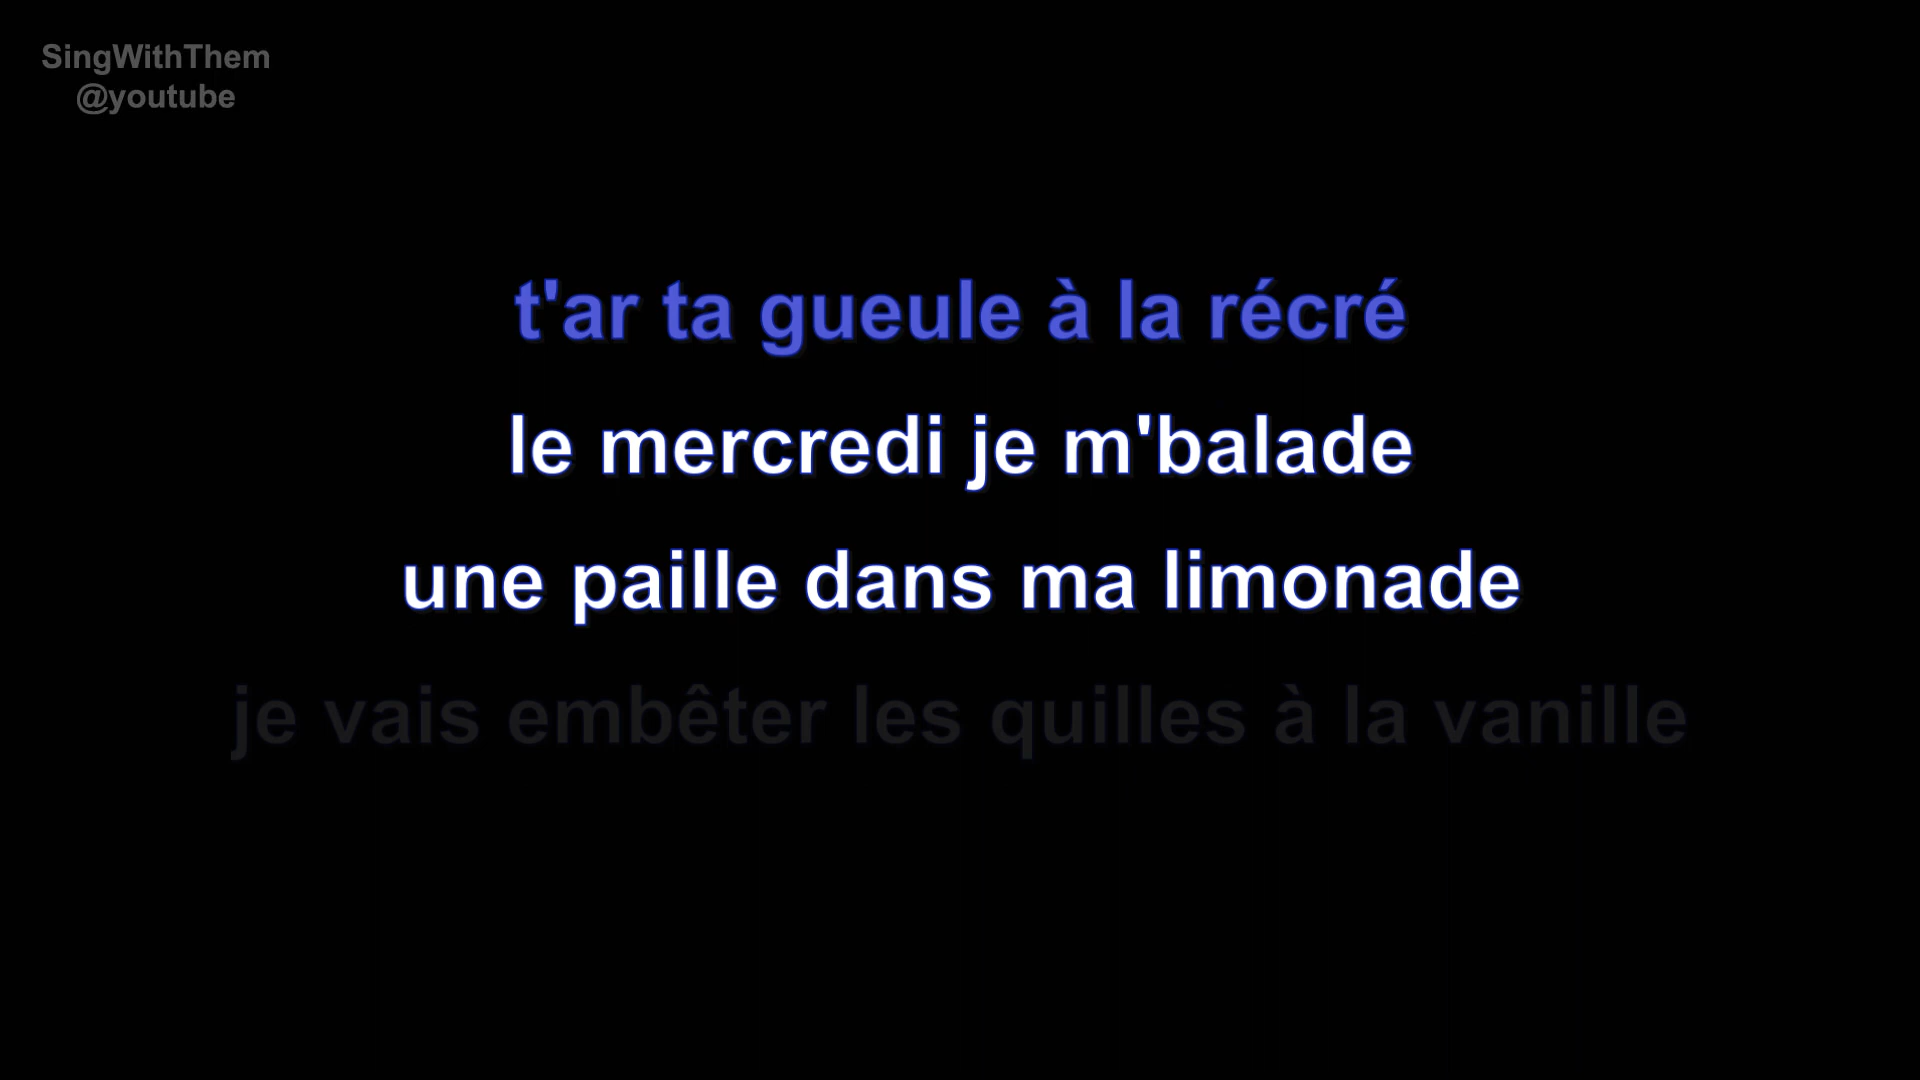 SingWithThem
@youtube
t'ar ta gueule à la récré
le mercredi je m'balade
une paille dans ma limonade
je vais embêter les quilles à la vanille